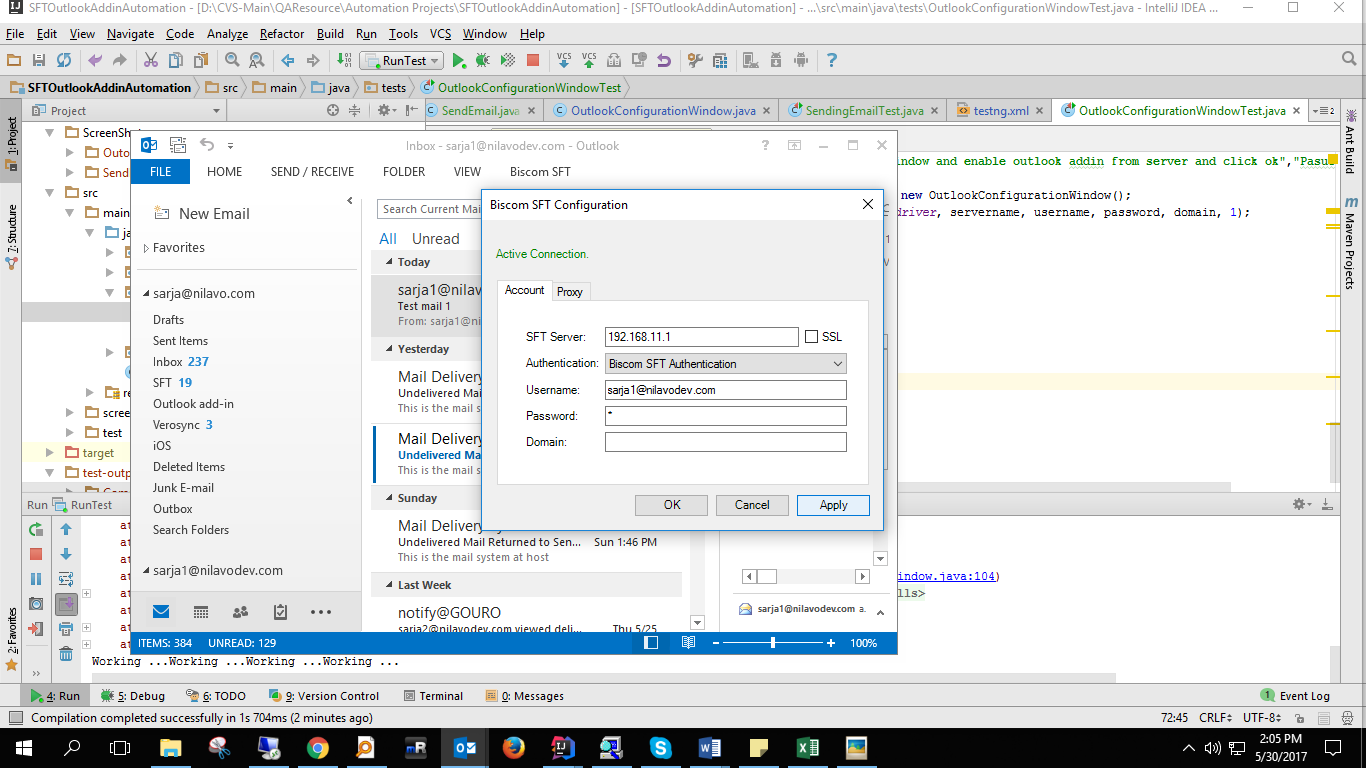 SFTOutlookAddinAutomation - [D:\CVS-Main\QAResource\Automation Projects\SFTOutlookAddinAutomation] - [SFTOutlookAddinAutomation] - ...\src\main\java\tests\OutlookConfigurationWindowTest.java - IntelliJ IDEA ...
File Edit View Navigate Code Analyze Refactor Build Run Tools VCS Window Help
RunTest
VCS VCS
SFTOutlookAddinAutomation src main java tests OutlookConfigurationWindowTest
Project
SendEmail.java OutlookConfigurationWindow.java SendingEmailTest.java testng.xml OutlookConfigurationWindowTest.java
1: Project
7: Structure
2: Favorites
Ant Build
Maven Projects
ScreenSh
Outo
Send
src
main
ja
re
scree
test
target
test-outp
indow and enable outlook addin from server and click ok","Pasu
new OutlookConfigurationWindow();
driver, servername, username, password, domain, 1);
Inbox - sarja1@nilavodev.com - Outlook
FILE HOME SEND / RECEIVE FOLDER VIEW Biscom SFT
New Email
Favorites
sarja@nilavo.com
Drafts
Sent Items
Inbox 237
SFT 19
Outlook add-in
Verosync 3
iOS
Deleted Items
Junk E-mail
Outbox
Search Folders
sarja1@nilavodev.com
Search Current Mai
All Unread
Today
sarja1@nilav
Test mail 1
From: sarja1@ni
Yesterday
Mail Delivery
Undelivered Mai
This is the mail s
Mail Delivery
Undelivered Ma
This is the mail s
Sunday
Mail Delivery
Undelivered Mail Returned to Sen... Sun 1:46 PM
This is the mail system at host
Last Week
notify@GOURO
sarja2@nilavodev.com viewed deli... Thu 5/25
sarja1@nilavodev.com a.
ITEMS: 384 UNREAD: 129 100%
Biscom SFT Configuration
Active Connection.
Account Proxy
SFT Server: 192.168.11.1 SSL
Authentication: Biscom SFT Authentication
Username: sarja1@nilavodev.com
Password: *
Domain:
OK Cancel Apply
Run RunTest
at
at
at
at
indow.java:104)
lls>
Working ...Working ...Working ...Working ...
4: Run 5: Debug 6: TODO 9: Version Control Terminal 0: Messages 1 Event Log
Compilation completed successfully in 1s 704ms (2 minutes ago) 72:45 CRLF UTF-8
2:05 PM
5/30/2017